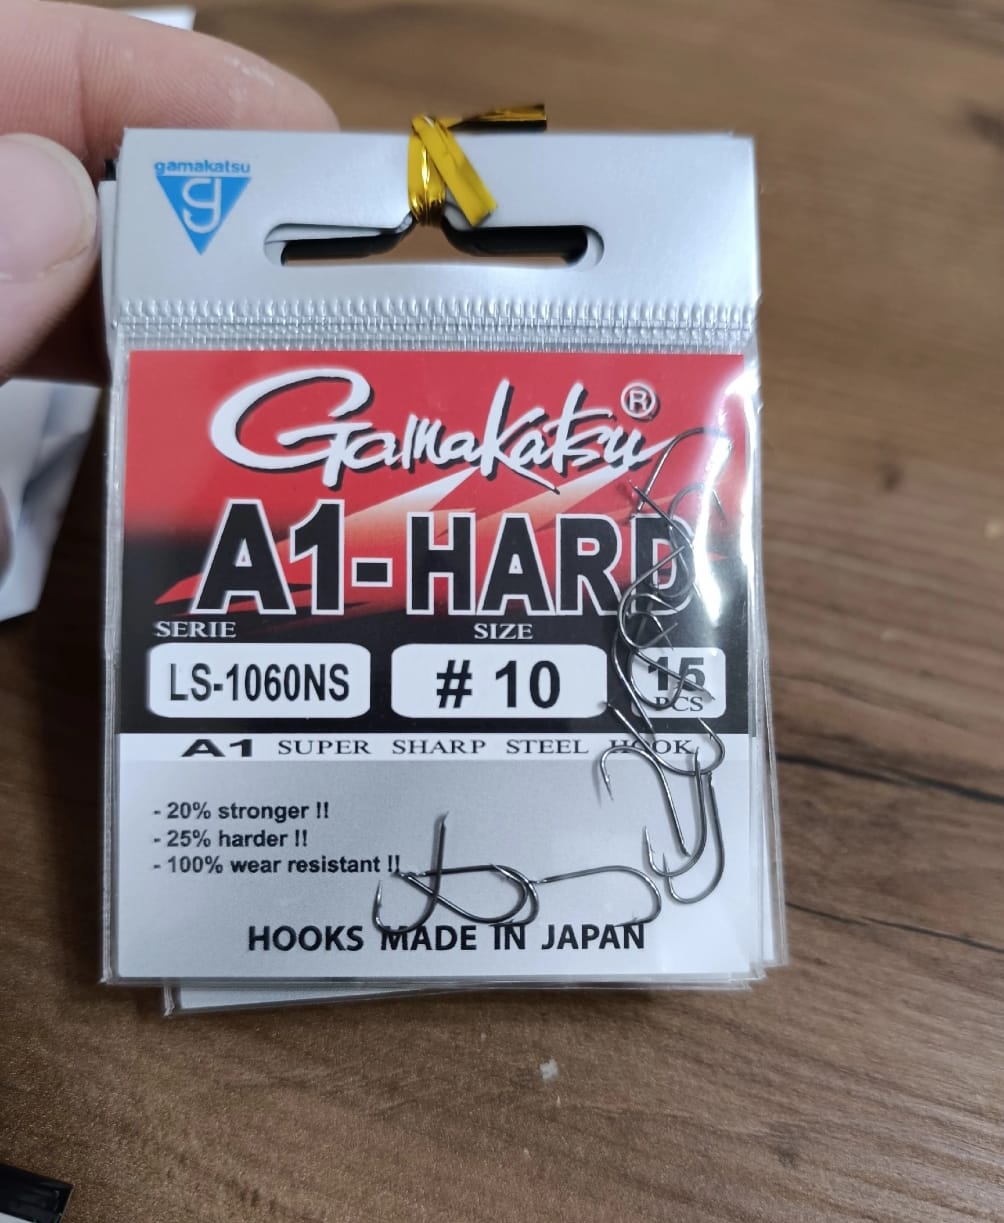 gamakatsu
g
Gamakatsu®
A1-HARD
SERIE SIZE
LS-1060NS # 10 15
PCS
A1 SUPER SHARP STEEL HOOK
- 20% stronger !!
- 25% harder !!
- 100% wear resistant !!
HOOKS MADE IN JAPAN